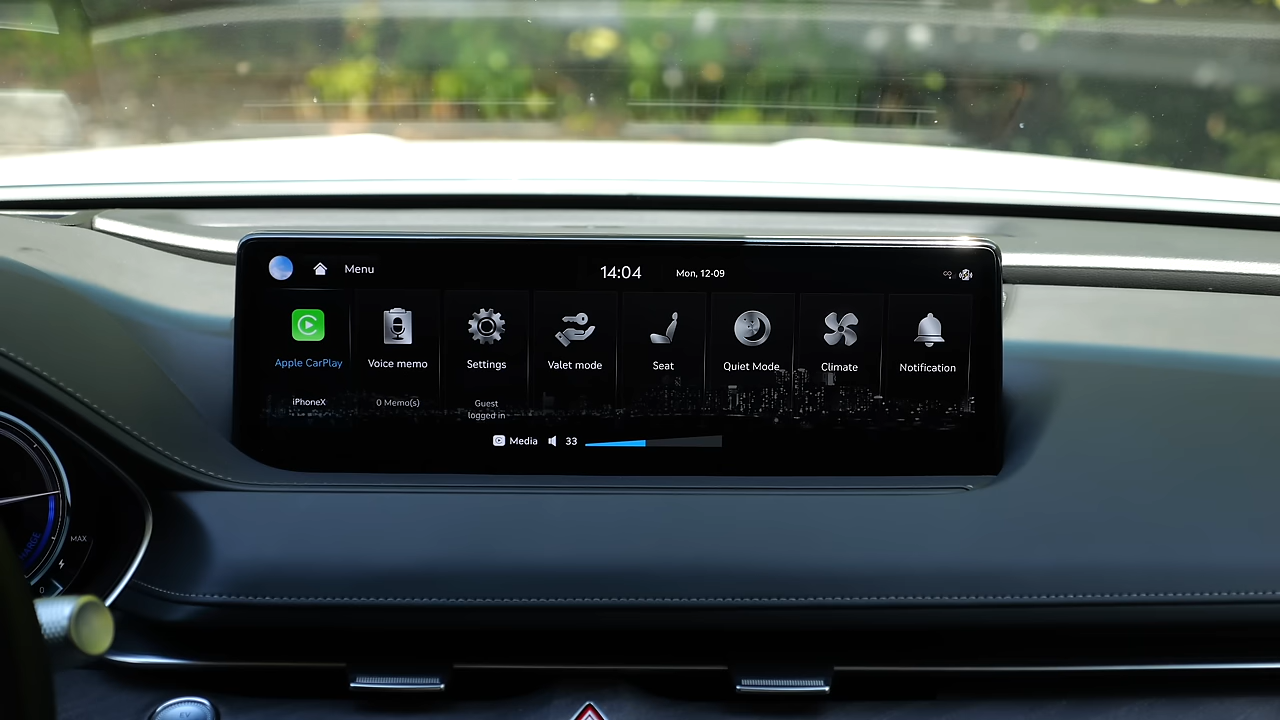 Menu
14:04
Mon, 12-09
Apple CarPlay
Voice memo
Settings
Valet mode
Seat
Quiet Mode
Climate
Notification
iPhoneX
0 Memo(s)
Guest
logged in
Media
33
MAX
0